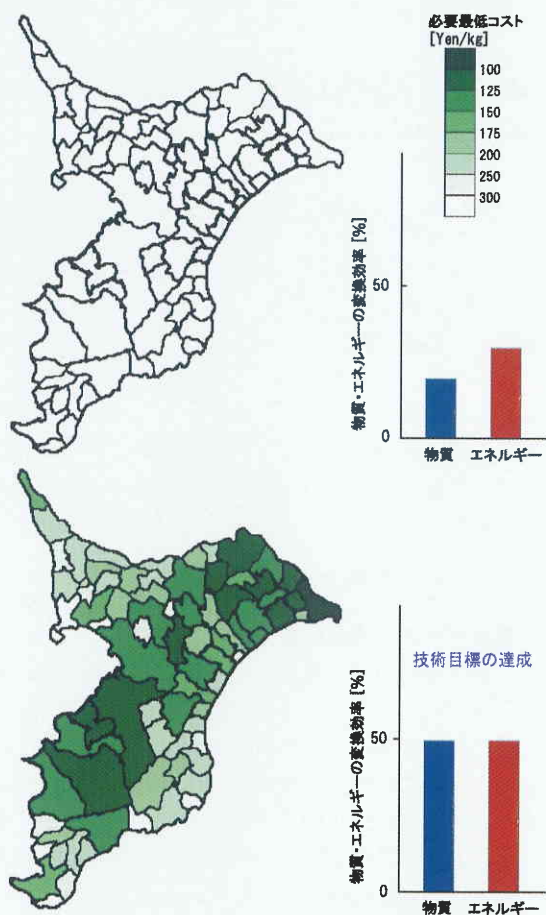 必要最低コスト
[Yen/kg]
100
125
150
175
200
250
300
物質・エネルギーの変換効率 [%]
50
0
物質 エネルギー
技術目標の達成
物質・エネルギーの変換効率 [%]
50
0
物質 エネルギー